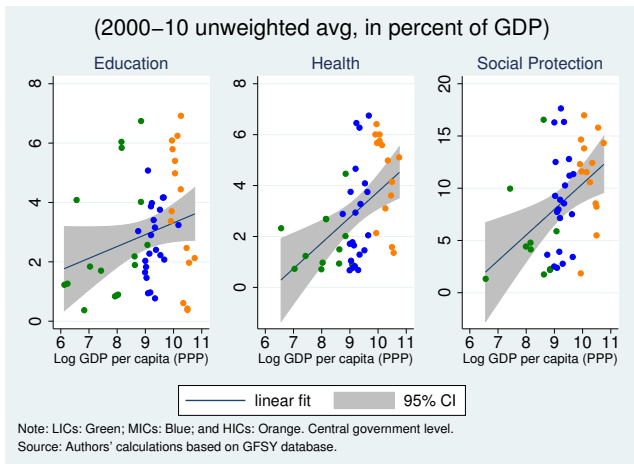 (2000−10 unweighted avg, in percent of GDP)
Education
Health
Social Protection
8
6
4
2
0
6 7 8 9 10 11
Log GDP per capita (PPP)
8
6
4
2
0
6 7 8 9 10 11
Log GDP per capita (PPP)
20
15
10
5
0
6 7 8 9 10 11
Log GDP per capita (PPP)
linear fit 95% CI
Note: LICs: Green; MICs: Blue; and HICs: Orange. Central government level.
Source: Authors' calculations based on GFSY database.